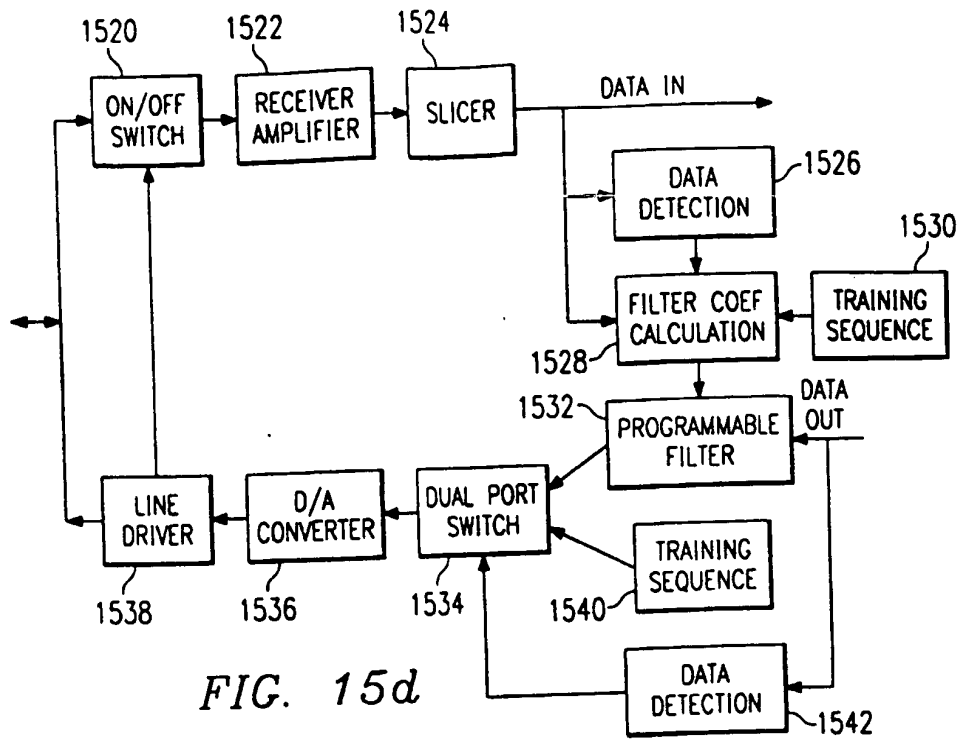 1520
1522
1524
ON/OFF
SWITCH
RECEIVER
AMPLIFIER
SLICER
DATA IN
DATA
DETECTION
1526
1530
FILTER COEF
CALCULATION
1528
TRAINING
SEQUENCE
1532
PROGRAMMABLE
FILTER
DATA
OUT
LINE
DRIVER
1538
D/A
CONVERTER
1536
DUAL PORT
SWITCH
1534
TRAINING
SEQUENCE
1540
DATA
DETECTION
1542
FIG. 15d